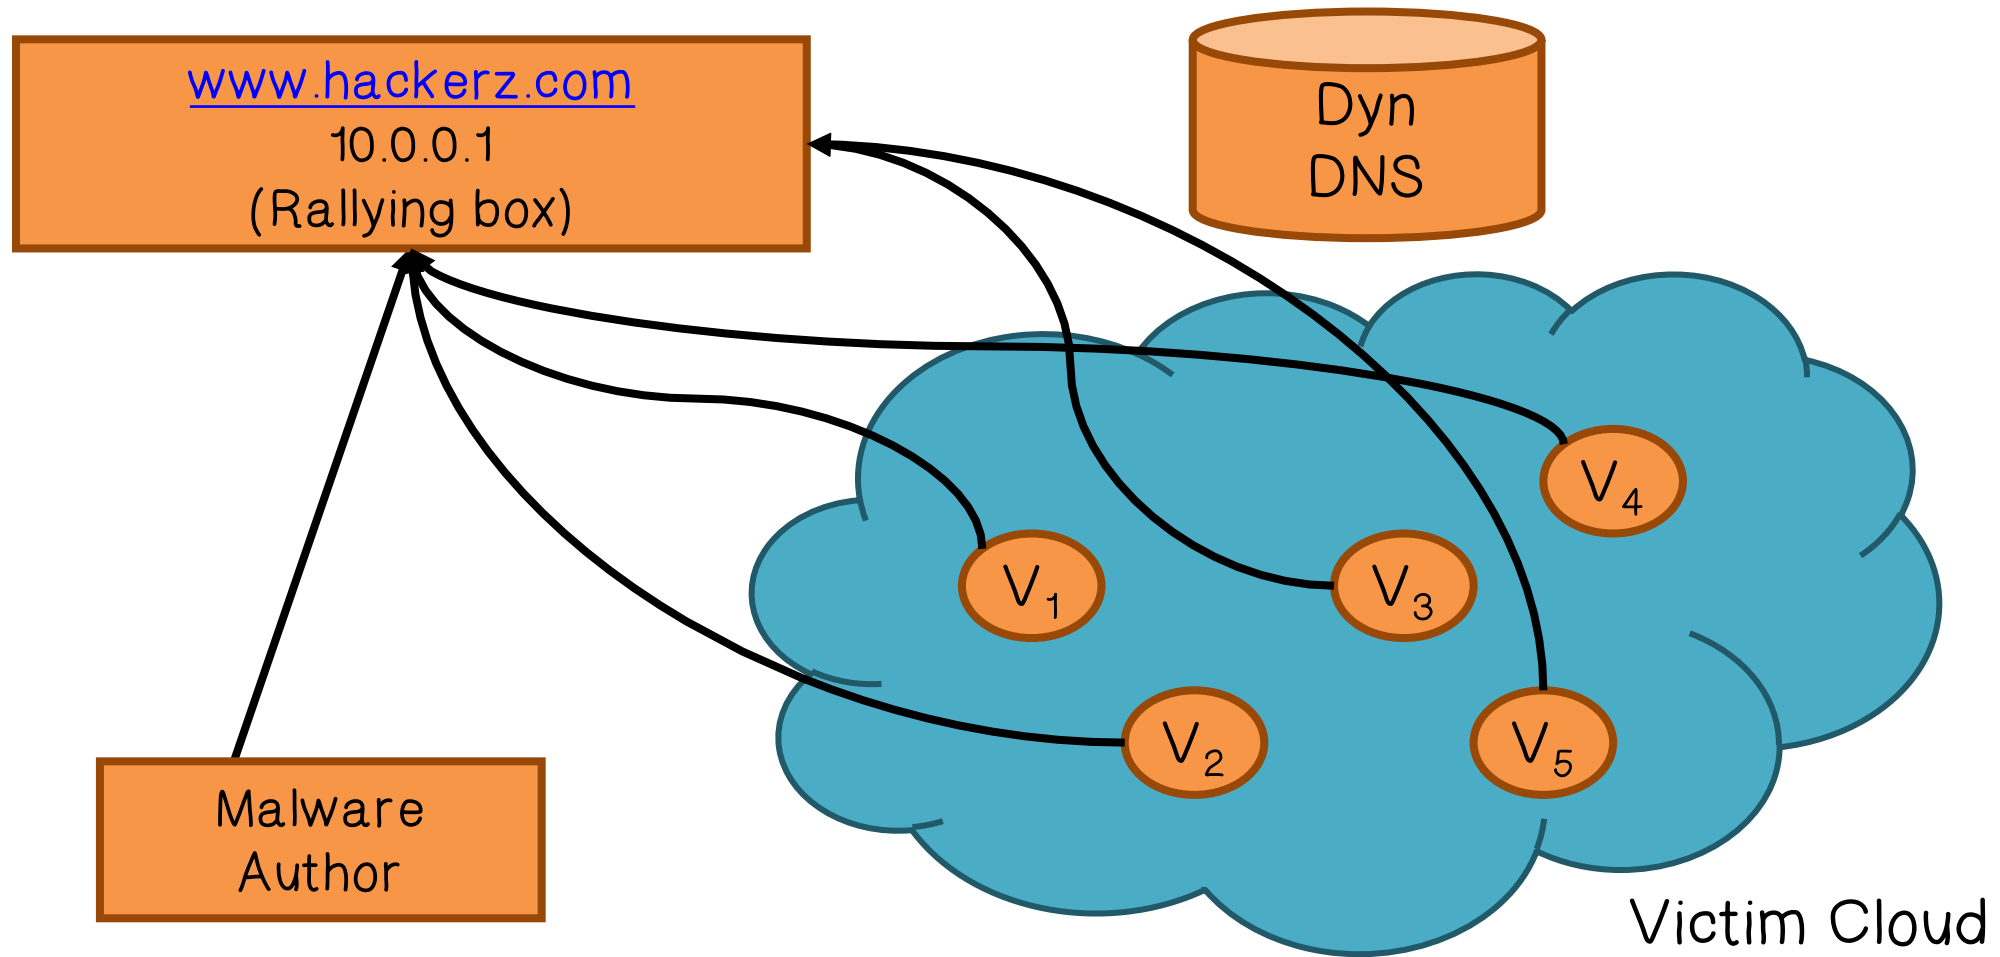 www.hackerz.com
10.0.0.1
(Rallying box)
Dyn
DNS
V4
V1
V3
V2
V5
Malware
Author
Victim Cloud